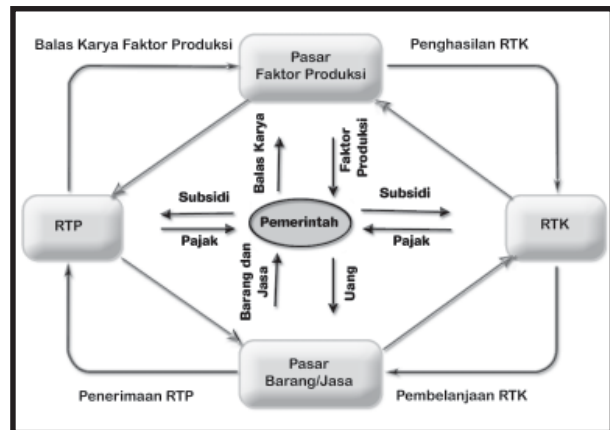 Balas Karya Faktor Produksi
Pasar
Faktor Produksi
Penghasilan RTK
Balas Karya
Faktor
Produksi
Subsidi
Subsidi
RTP
Pemerintah
RTK
Pajak
Pajak
Barang dan
Jasa
Uang
Pasar
Barang/Jasa
Penerimaan RTP
Pembelanjaan RTK